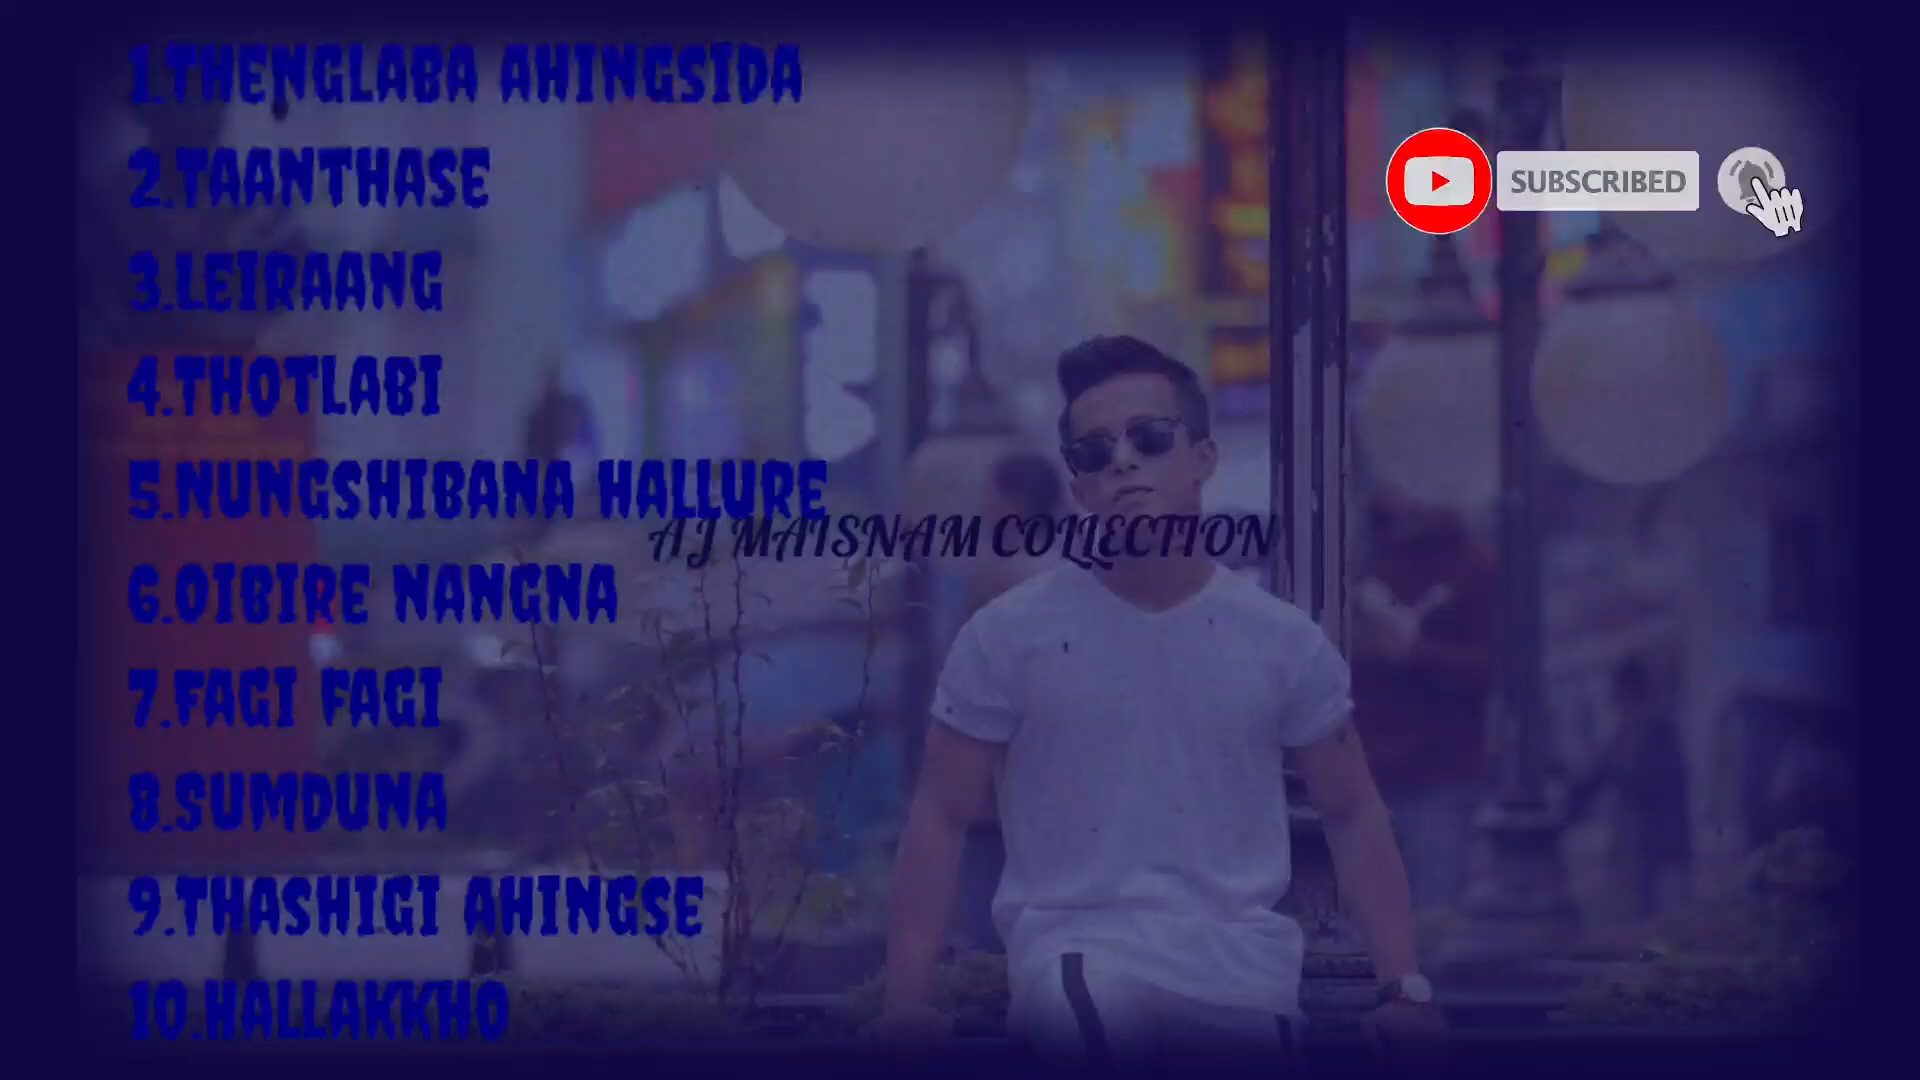 1.THENGLABA AHINGSIDA
2.TAANTHASE
3.LEIRAANG
4.THOTLABI
5.NUNGSHIBANA HALLURE
6.OIBIRE NANGNA
7.FAGI FAGI
8.SUMDUNA
9.THASHIGI AHINGSE
10.HALLAKKHO
AJ MAISNAM COLLECTION
SUBSCRIBED